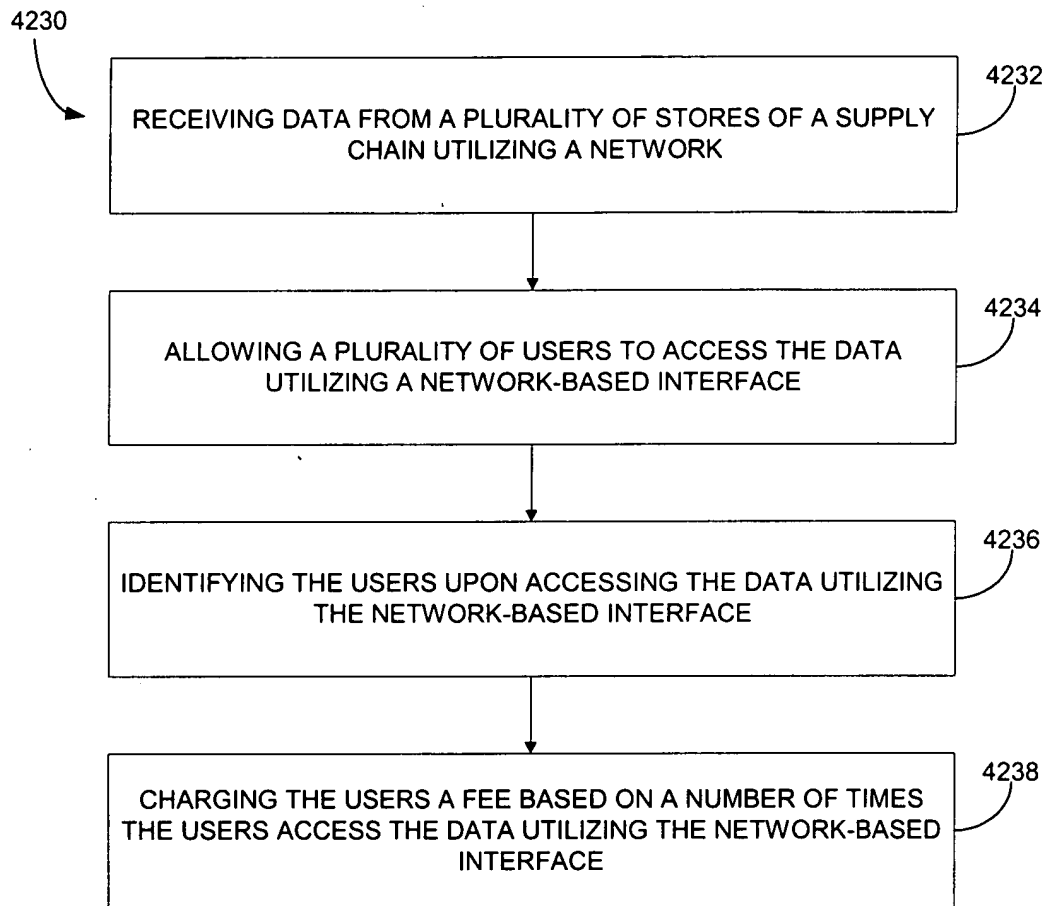 4230
4232
RECEIVING DATA FROM A PLURALITY OF STORES OF A SUPPLY
CHAIN UTILIZING A NETWORK
4234
ALLOWING A PLURALITY OF USERS TO ACCESS THE DATA
UTILIZING A NETWORK-BASED INTERFACE
4236
IDENTIFYING THE USERS UPON ACCESSING THE DATA UTILIZING
THE NETWORK-BASED INTERFACE
4238
CHARGING THE USERS A FEE BASED ON A NUMBER OF TIMES
THE USERS ACCESS THE DATA UTILIZING THE NETWORK-BASED
INTERFACE